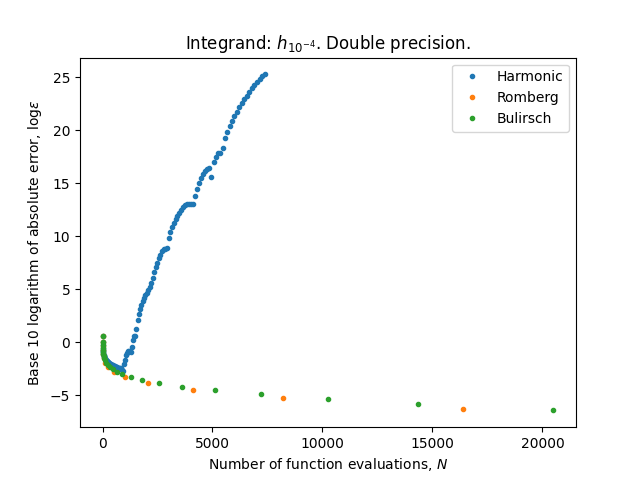 Integrand: $h_{10^{-4}}$. Double precision.
Base 10 logarithm of absolute error, logε
25
20
15
10
5
0
−5
Harmonic
Romberg
Bulirsch
0 5000 10000 15000 20000
Number of function evaluations, N